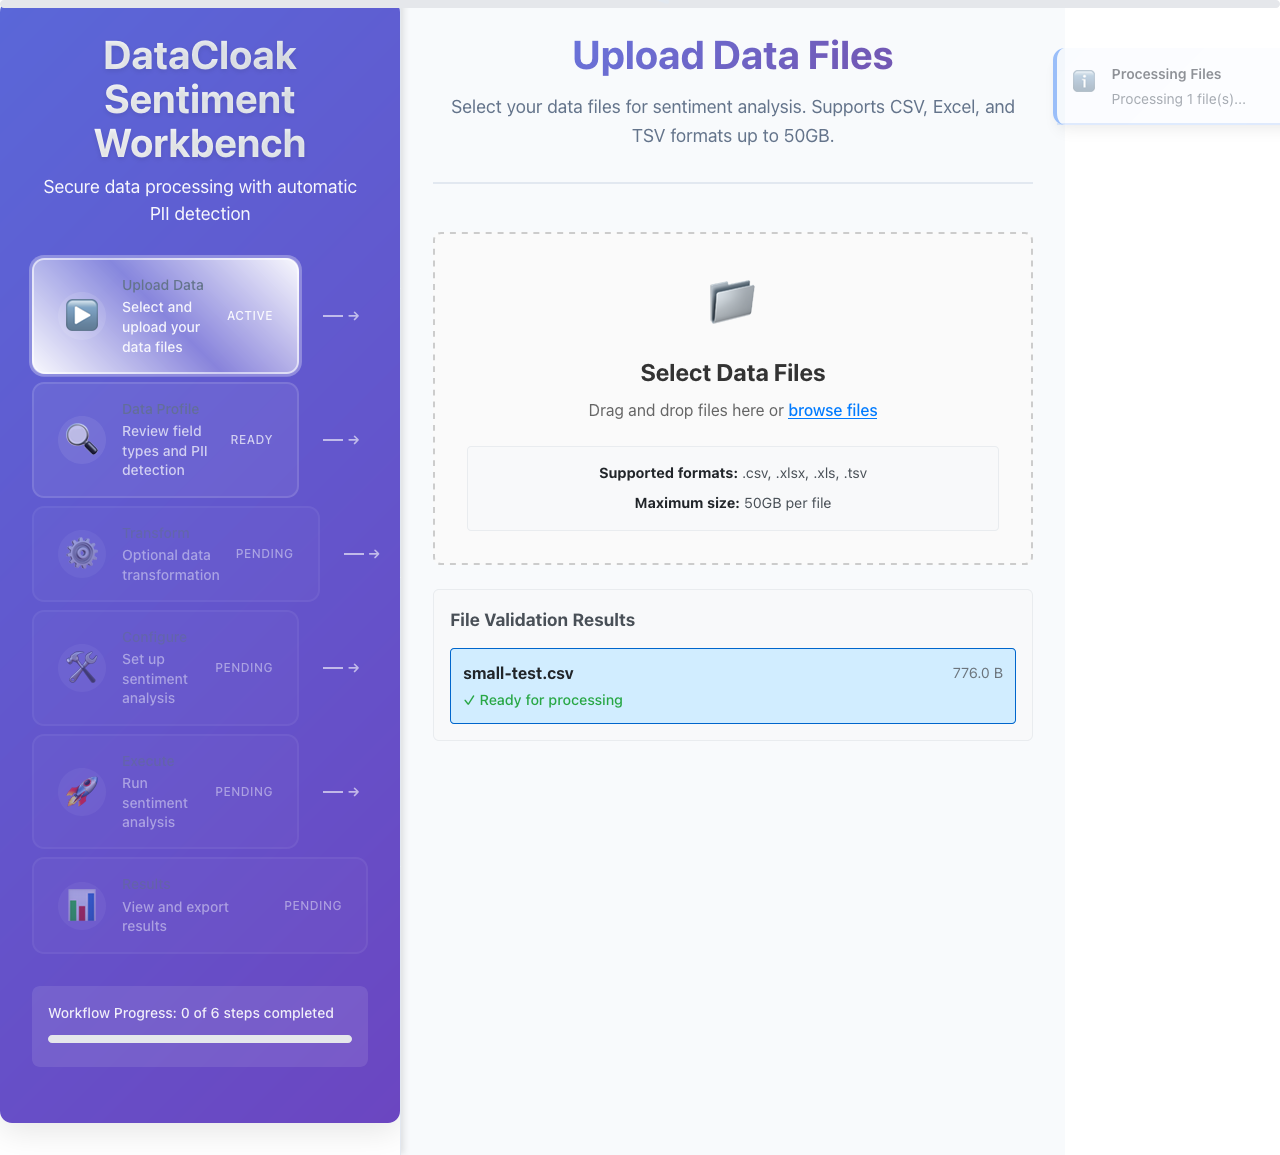 DataCloak
Sentiment
Workbench
Secure data processing with automatic
PII detection
Upload Data
Select and
upload your
data files
ACTIVE
Data Profile
Review field
types and PII
detection
READY
Optional data
transformation
PENDING
Set up
sentiment
analysis
PENDING
Run
sentiment
analysis
PENDING
View and export
results
PENDING
Workflow Progress: 0 of 6 steps completed
Upload Data Files
Select your data files for sentiment analysis. Supports CSV, Excel, and
TSV formats up to 50GB.
Select Data Files
Drag and drop files here or browse files
Supported formats: .csv, .xlsx, .xls, .tsv
Maximum size: 50GB per file
File Validation Results
small-test.csv
776.0 B
✓ Ready for processing
Processing Files
Processing 1 file(s)...